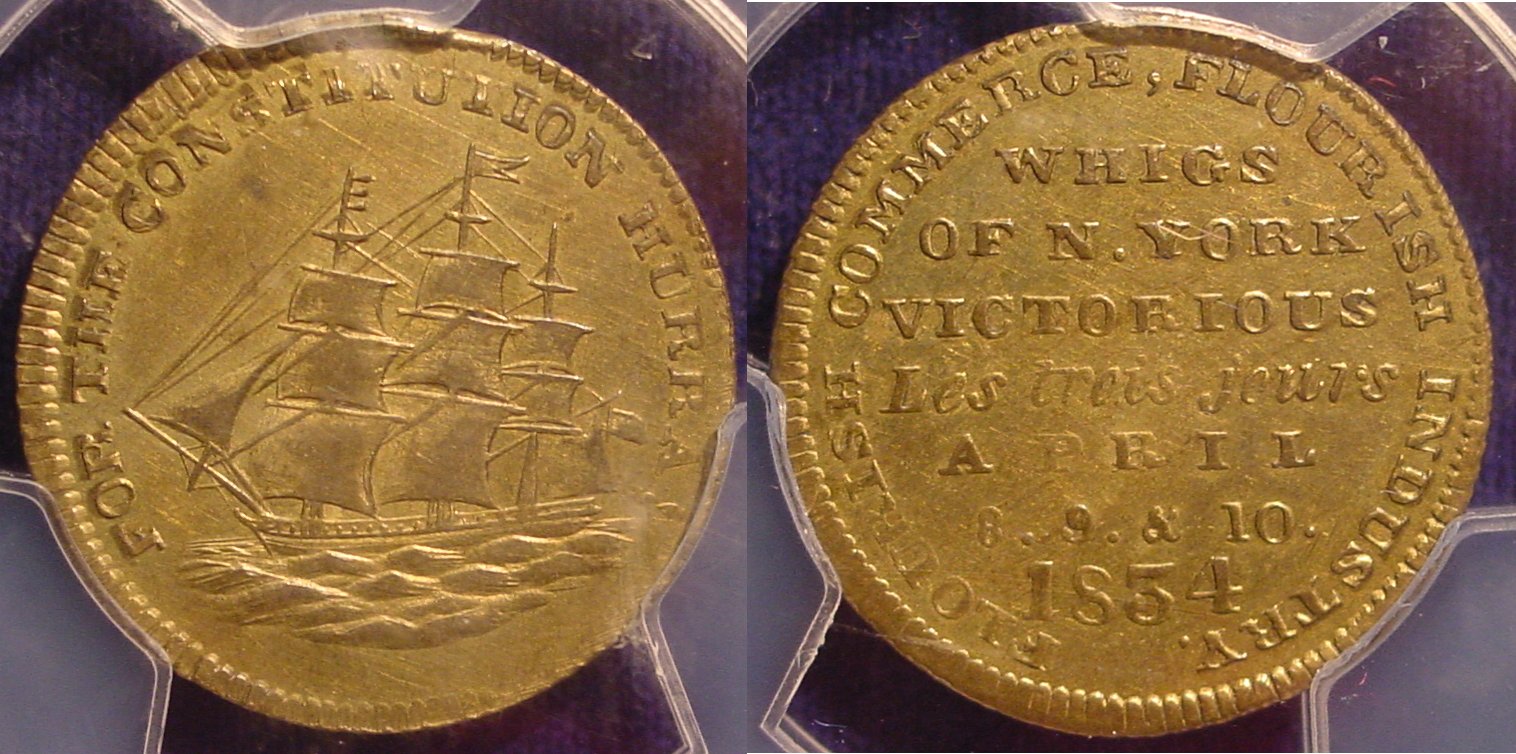 FOR THE CONSTITUTION HURRA
FLOURISH COMMERCE, FLOURISH INDUSTRY.
WHIGS
OF N. YORK
VICTORIOUS
Les trois jours
APRIL
8..9. & 10.
1834